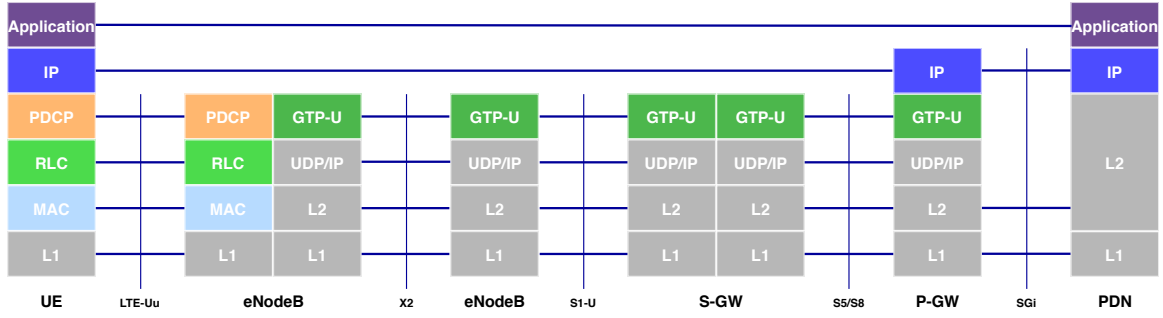 Application Application
IP IP IP
PDCP PDCP GTP-U GTP-U GTP-U GTP-U GTP-U
RLC RLC UDP/IP UDP/IP UDP/IP UDP/IP UDP/IP L2
MAC MAC L2 L2 L2 L2 L2
L1 L1 L1 L1 L1 L1 L1 L1
UE LTE-Uu eNodeB X2 eNodeB S1-U S-GW S5/S8 P-GW SGi PDN